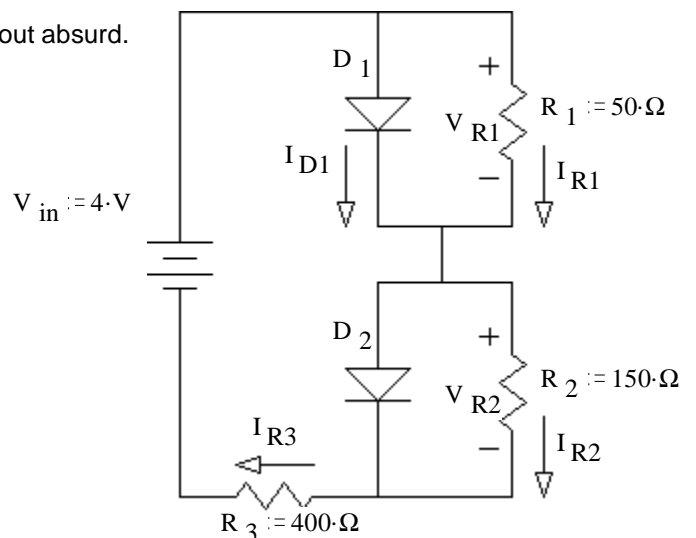 out absurd.
D 1
+
V R1
R 1 := 50·Ω
I D1
−
I R1
V in := 4·V
D 2
+
V R2
R 2 := 150·Ω
I R3
−
I R2
R 3 := 400·Ω